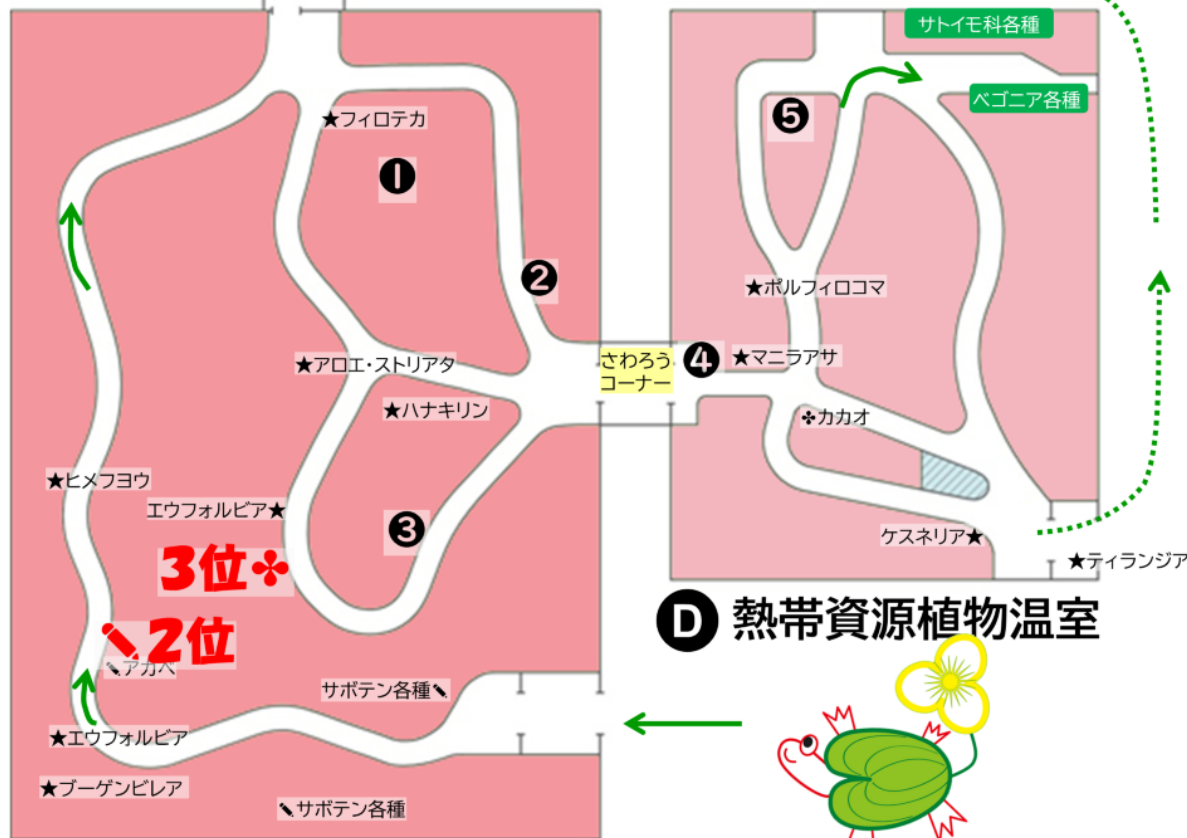 サトイモ科各種
ベゴニア各種
★フィロテカ
❶
❺
❷
★ポルフィロコマ
★アロエ・ストリアタ
さわろう
コーナー
❹
★マニラアサ
★ハナキリン
✤カカオ
★ヒメフヨウ
エウフォルビア★
❸
ケスネリア★
★ティランジア
3位✤
D 熱帯資源植物温室
✎2位
✎アガベ
サボテン各種✎
★エウフォルビア
★ブーゲンビレア
✎サボテン各種